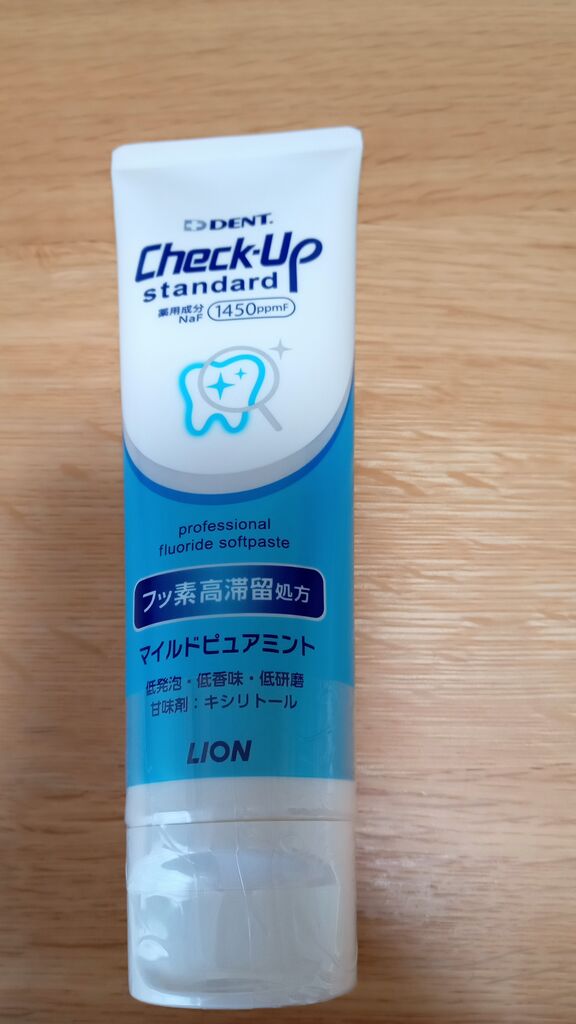 DENT.
Check-Up
standard
薬用成分
NaF 1450ppmF
professional
fluoride softpaste
フッ素高滞留処方
マイルドピュアミント
低発泡・低香味・低研磨
甘味剤：キシリトール
LION